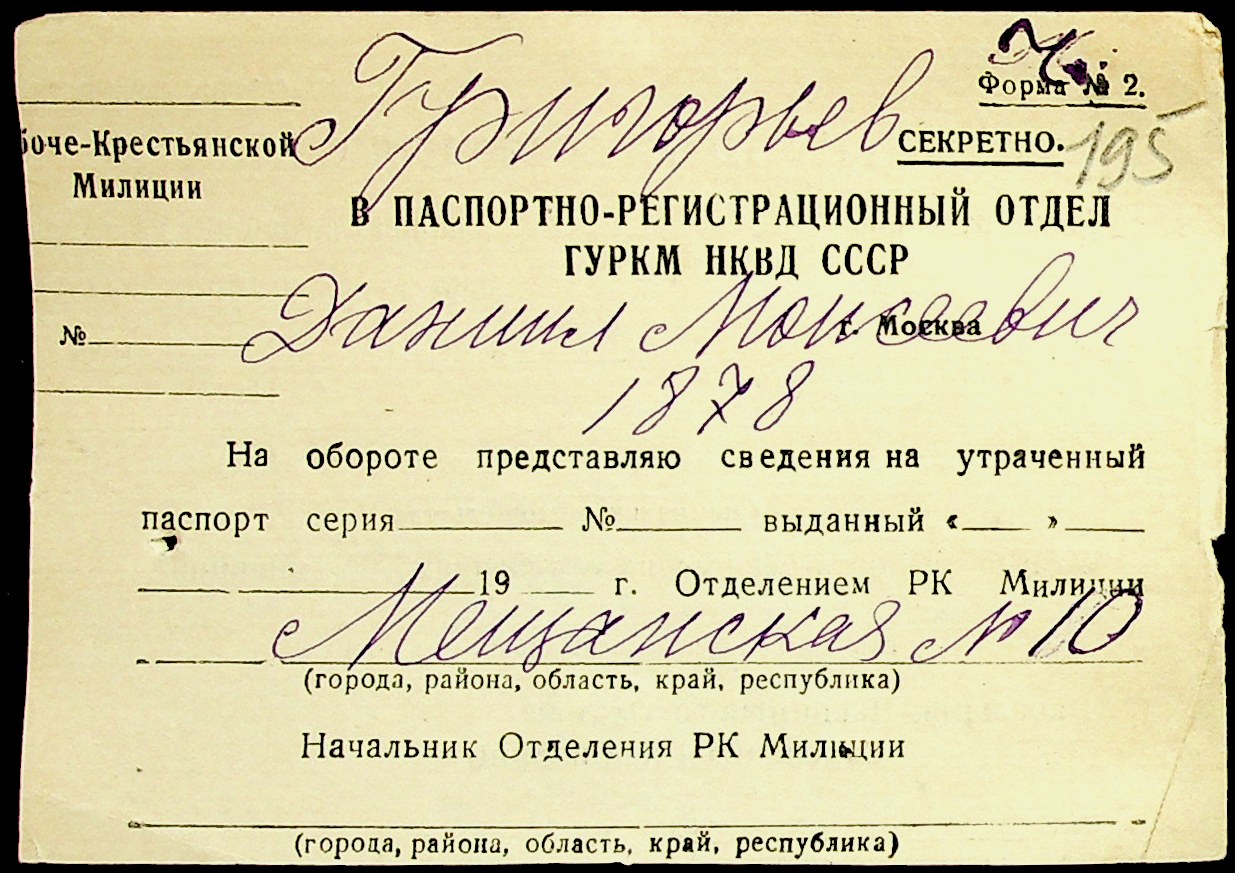 Форма № 2.
Григорьев
СЕКРЕТНО.
195
боче-Крестьянской
Милиции
В ПАСПОРТНО-РЕГИСТРАЦИОННЫЙ ОТДЕЛ
ГУРКМ НКВД СССР
Даниил Моисеевич
№ г. Москва
1878
На обороте представляю сведения на утраченный
паспорт серия № выданный « »
19 г. Отделением РК Милиции
Мещанская № 10
(города, района, область, край, республика)
Начальник Отделения РК Милиции
(города, района, область, край, республика)